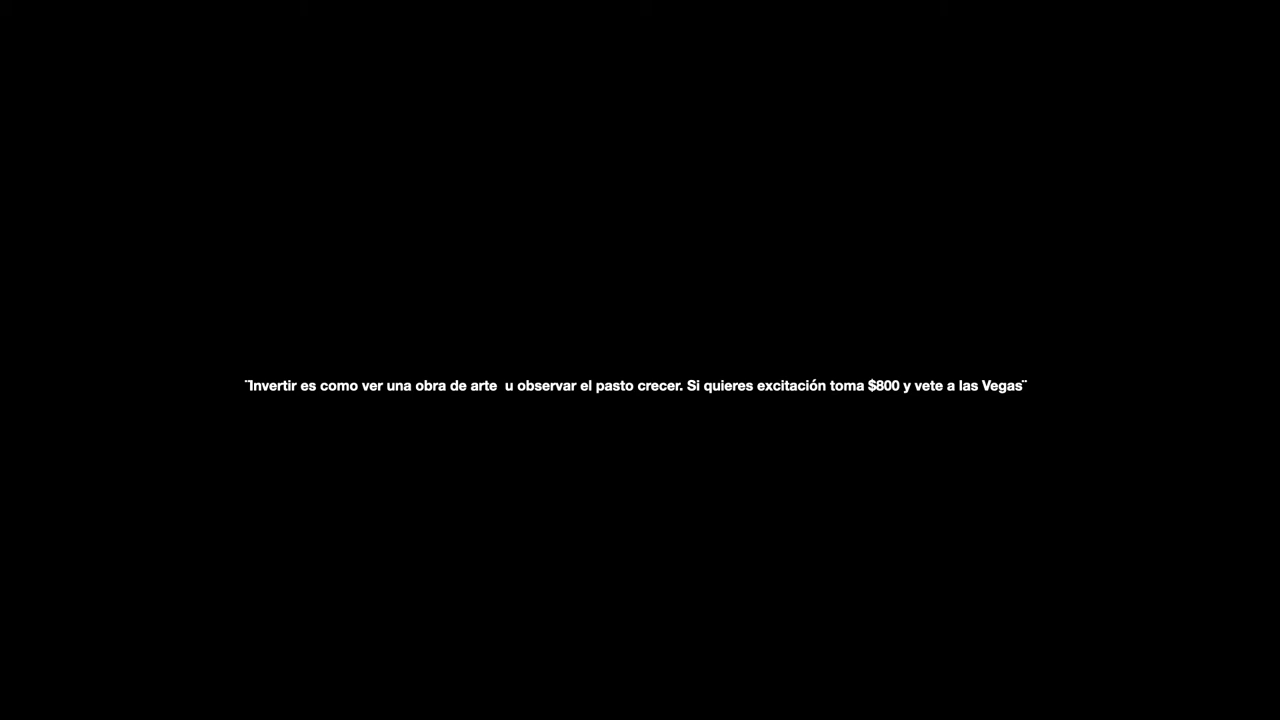 ¨Invertir es como ver una obra de arte  u observar el pasto crecer. Si quieres excitación toma $800 y vete a las Vegas¨